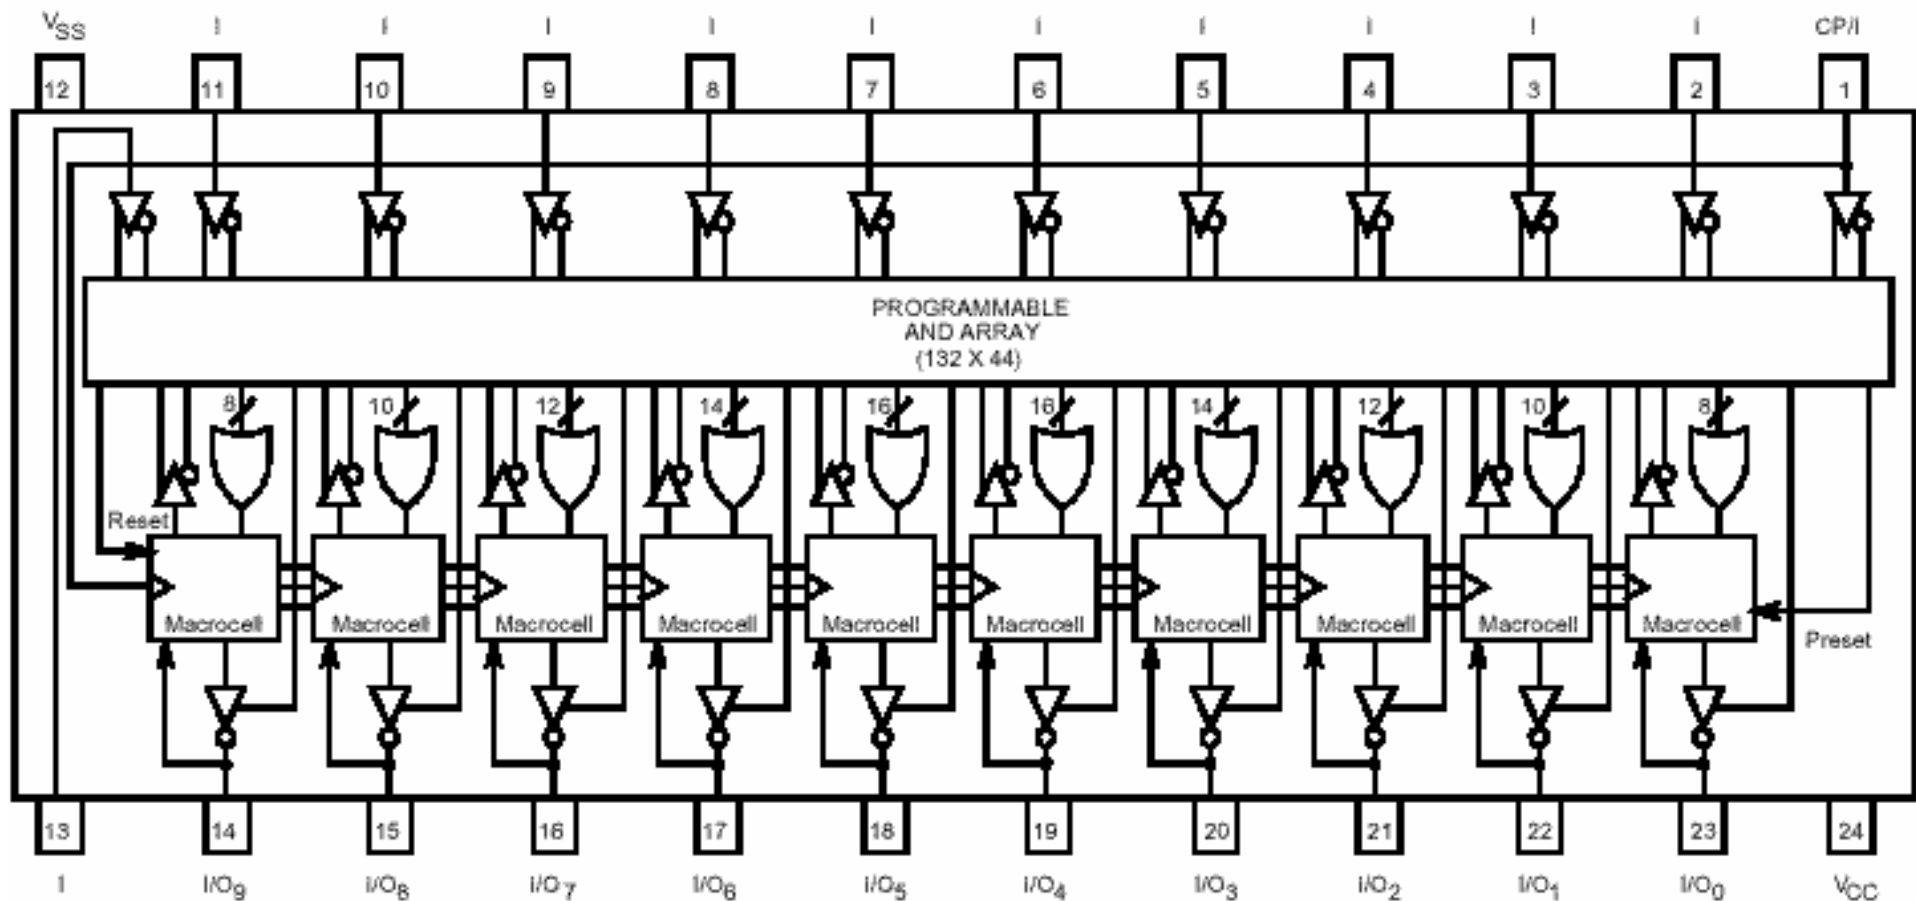 VSS I I I I I I I I I I CP/I
12 11 10 9 8 7 6 5 4 3 2 1
PROGRAMMABLE
AND ARRAY
(132 X 44)
8 10 12 14 16 16 14 12 10 8
Reset
Macrocell Macrocell Macrocell Macrocell Macrocell Macrocell Macrocell Macrocell Macrocell Macrocell
Preset
13 14 15 16 17 18 19 20 21 22 23 24
I I/O9 I/O8 I/O7 I/O6 I/O5 I/O4 I/O3 I/O2 I/O1 I/O0 VCC